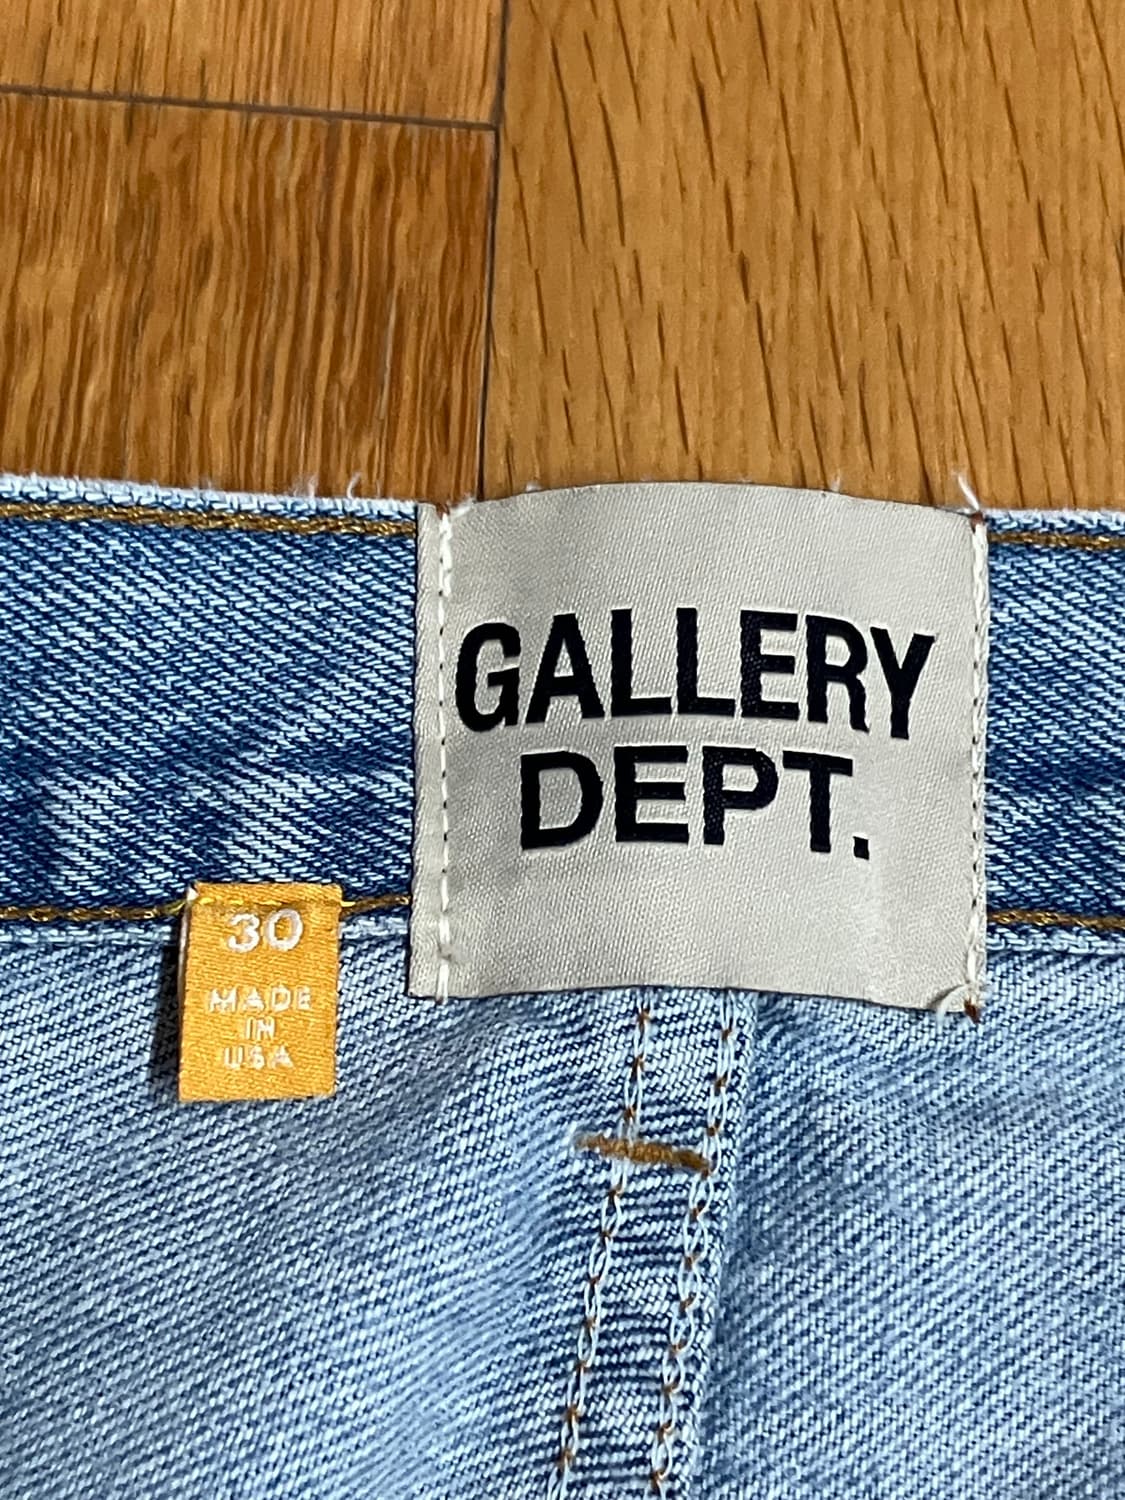 GALLERY
DEPT.
30
MADE
IN
USA